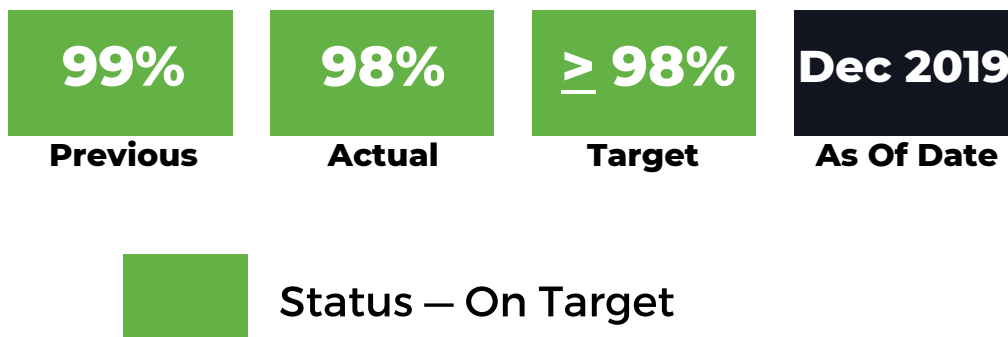 99% 98% ≥ 98% Dec 2019
Previous Actual Target As Of Date
Status — On Target